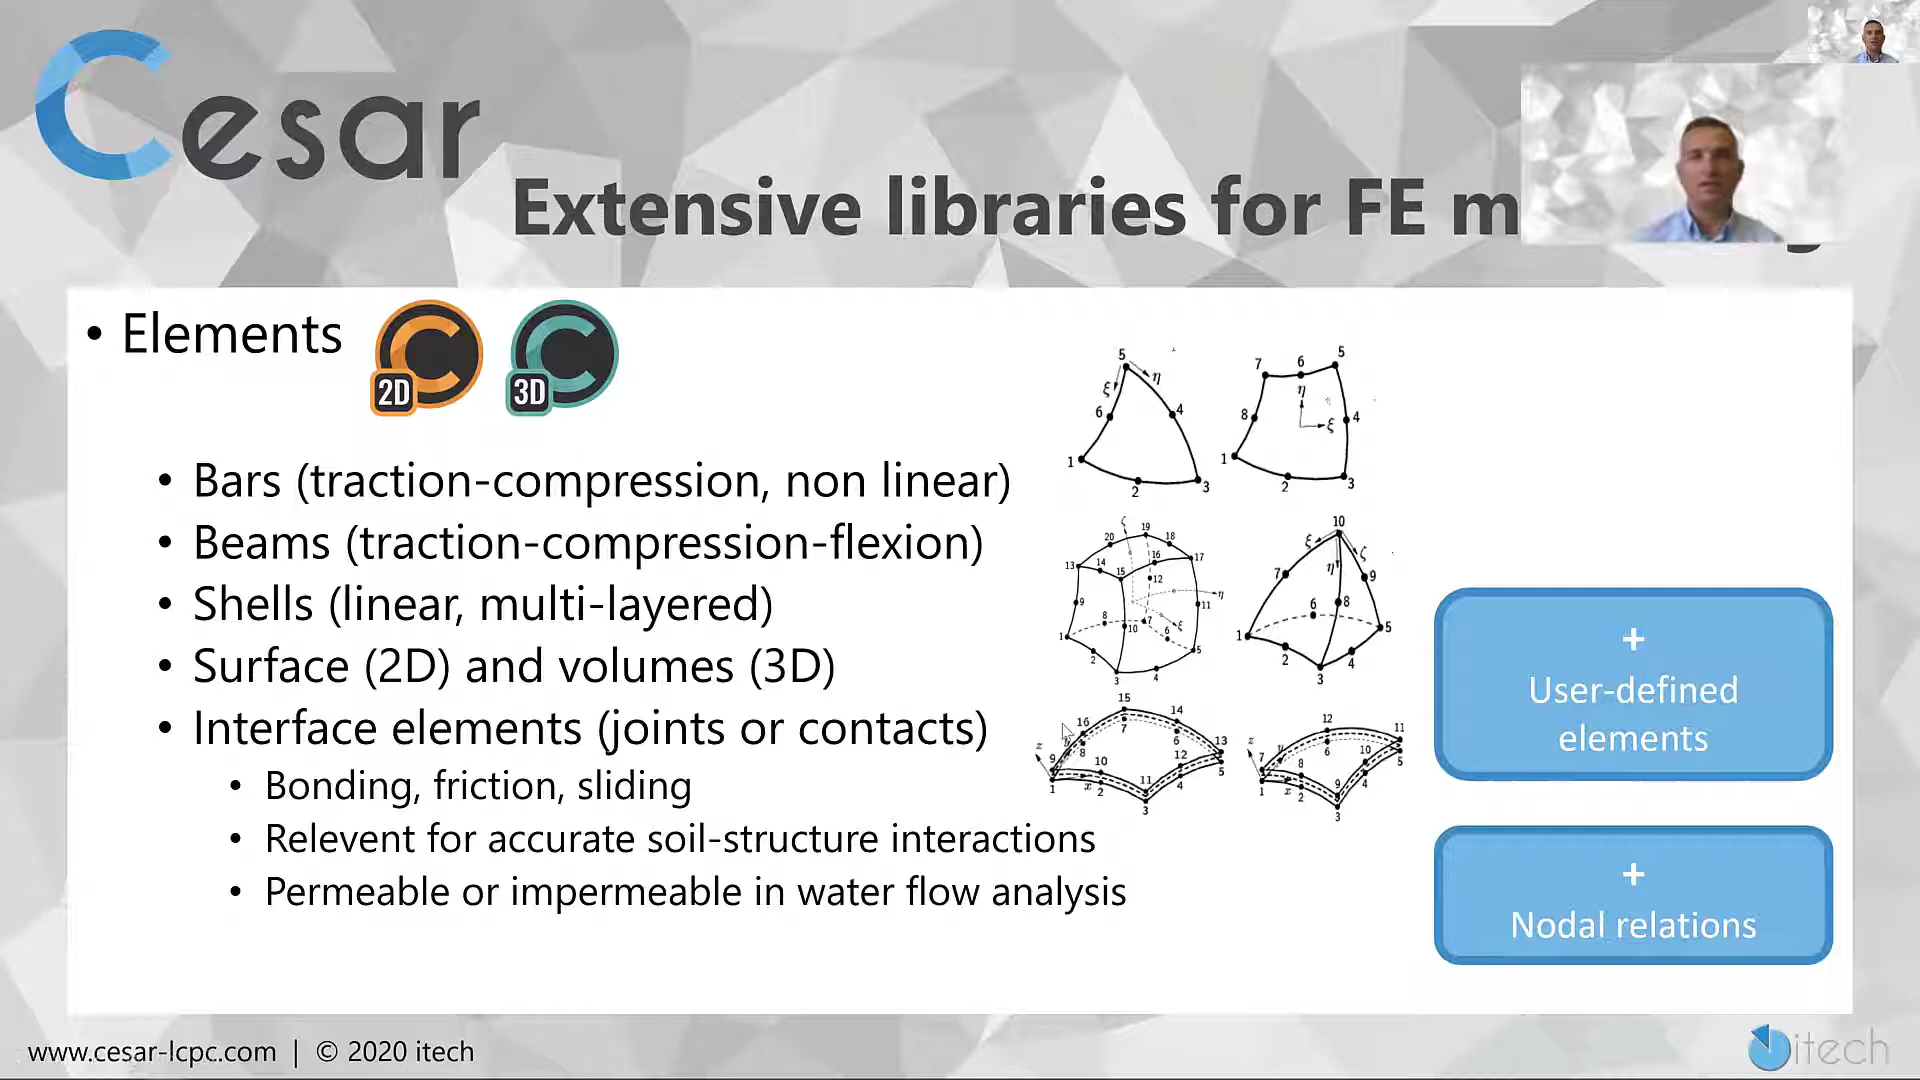 Cesar
Extensive libraries for FE m
• Elements
2D
3D
• Bars (traction-compression, non linear)
• Beams (traction-compression-flexion)
• Shells (linear, multi-layered)
• Surface (2D) and volumes (3D)
• Interface elements (joints or contacts)
• Bonding, friction, sliding
• Relevent for accurate soil-structure interactions
• Permeable or impermeable in water flow analysis
+
User-defined
elements
+
Nodal relations
www.cesar-lcpc.com | © 2020 itech
itech